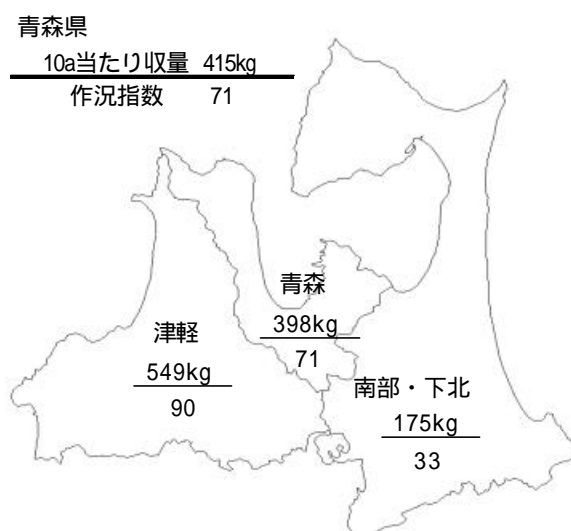 青森県
10a当たり収量 415kg
作況指数 71
青森
398kg
71
津軽
549kg
90
南部・下北
175kg
33